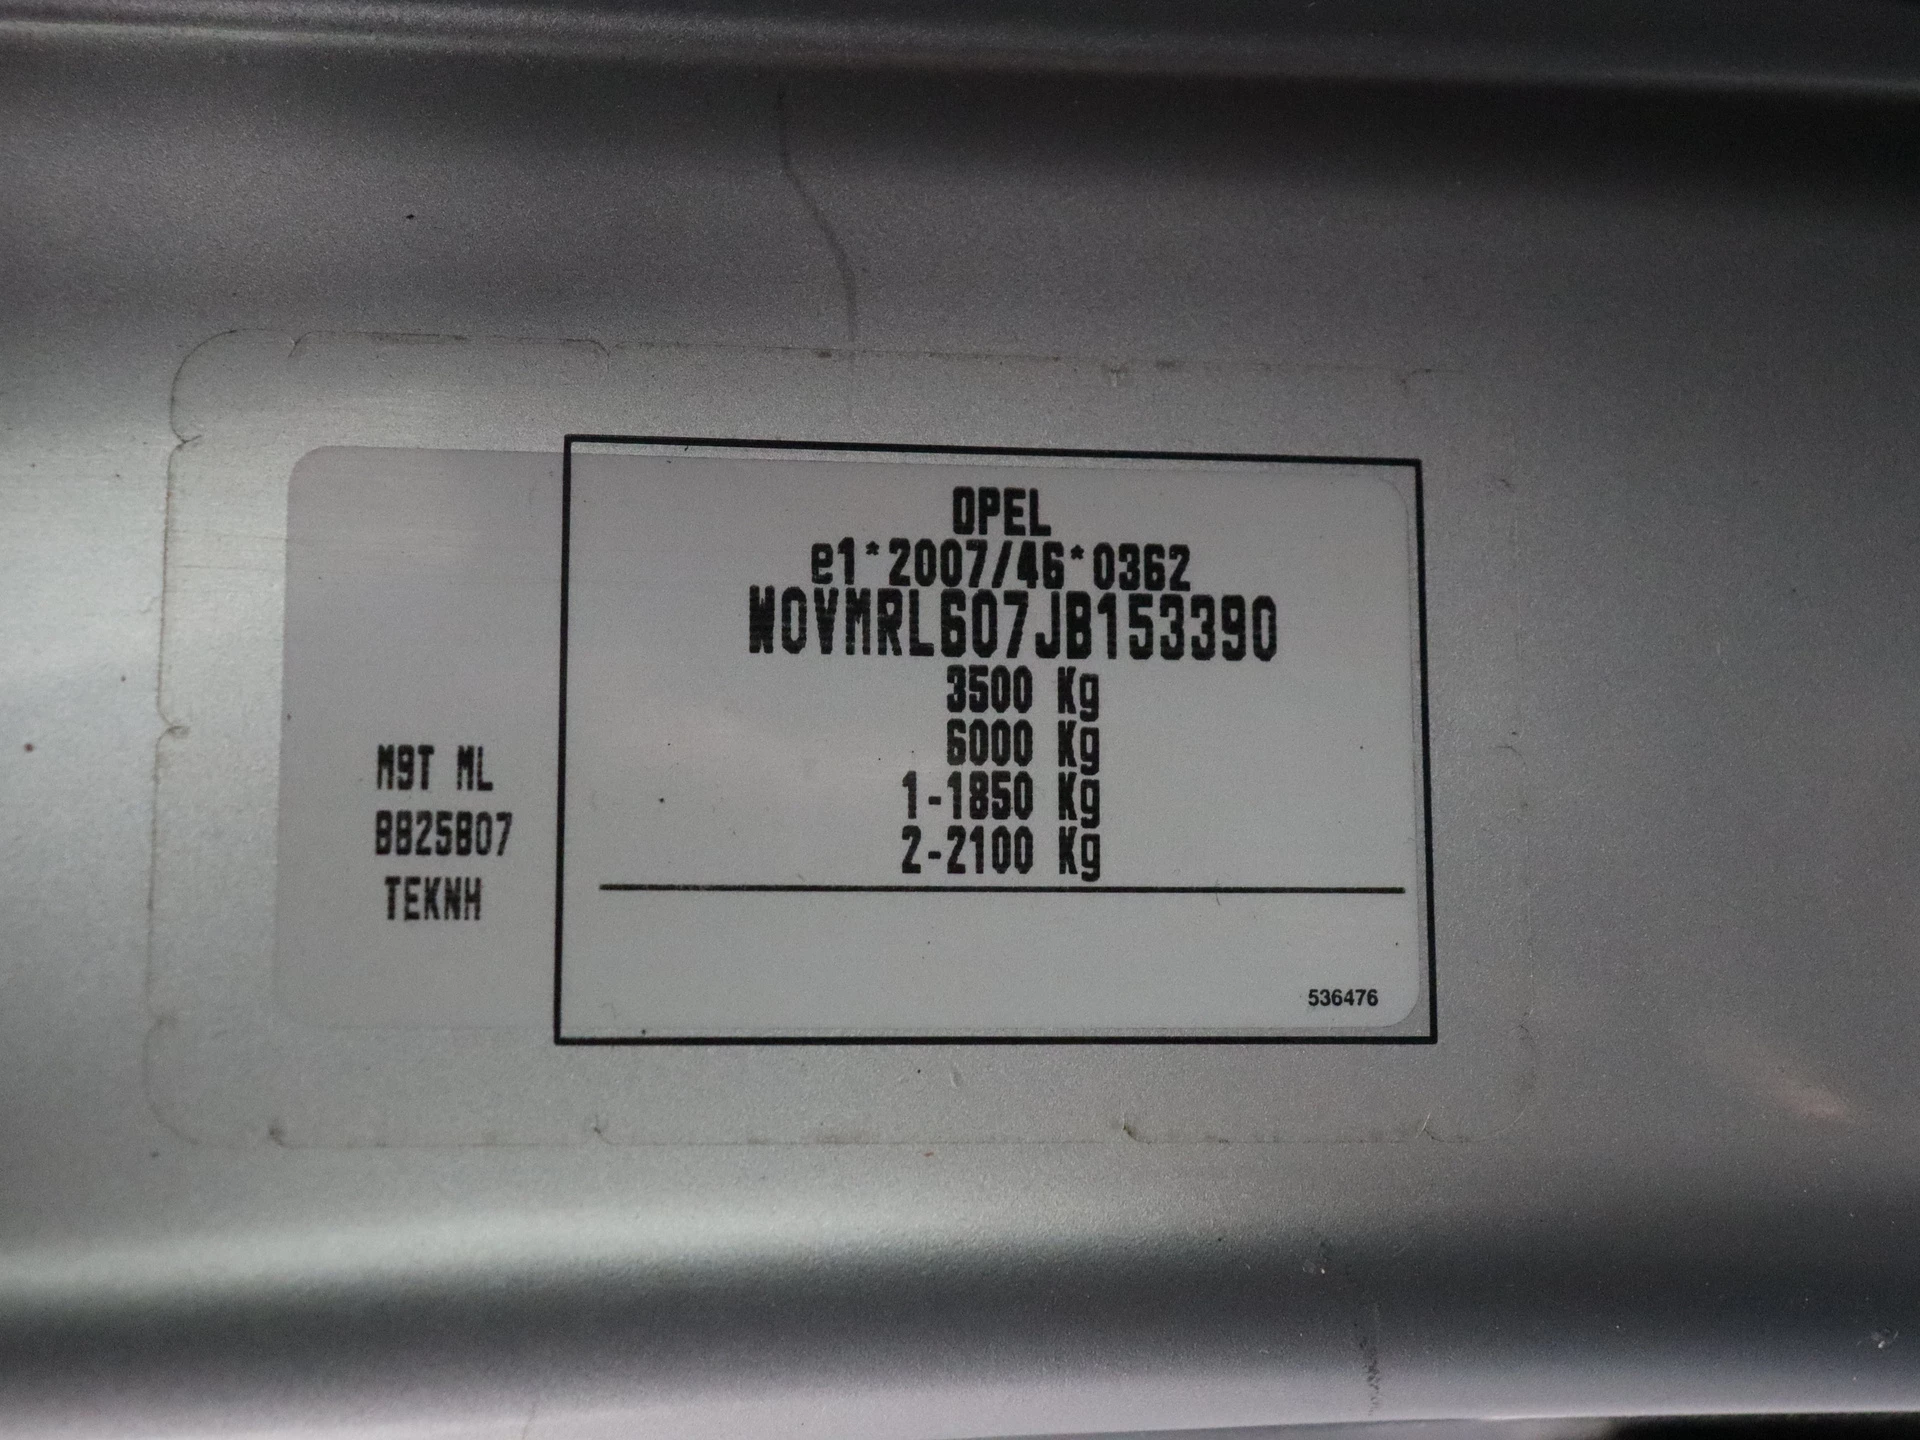 OPEL
e1*2007/46*0362
W0VMRL607JB153390
3500 Kg
6000 Kg
1-1850 Kg
2-2100 Kg
M9T ML
BB25B07
TEKNH
536476